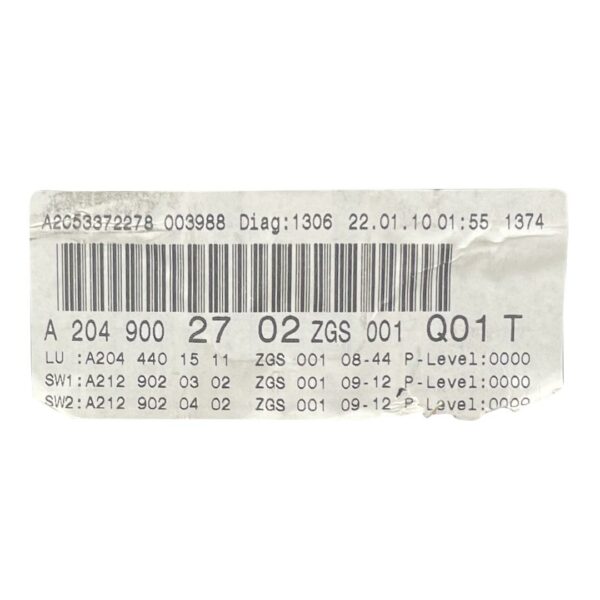 A2C53372278 003988 Diag:1306 22.01.10 01:55 1374
A 204 900 27 02 ZGS 001 Q01 T
LU :A204 440 15 11 ZGS 001 08-44 P-Level:0000
SW1:A212 902 03 02 ZGS 001 09-12 P-Level:0000
SW2:A212 902 04 02 ZGS 001 09-12 P-Level:0000